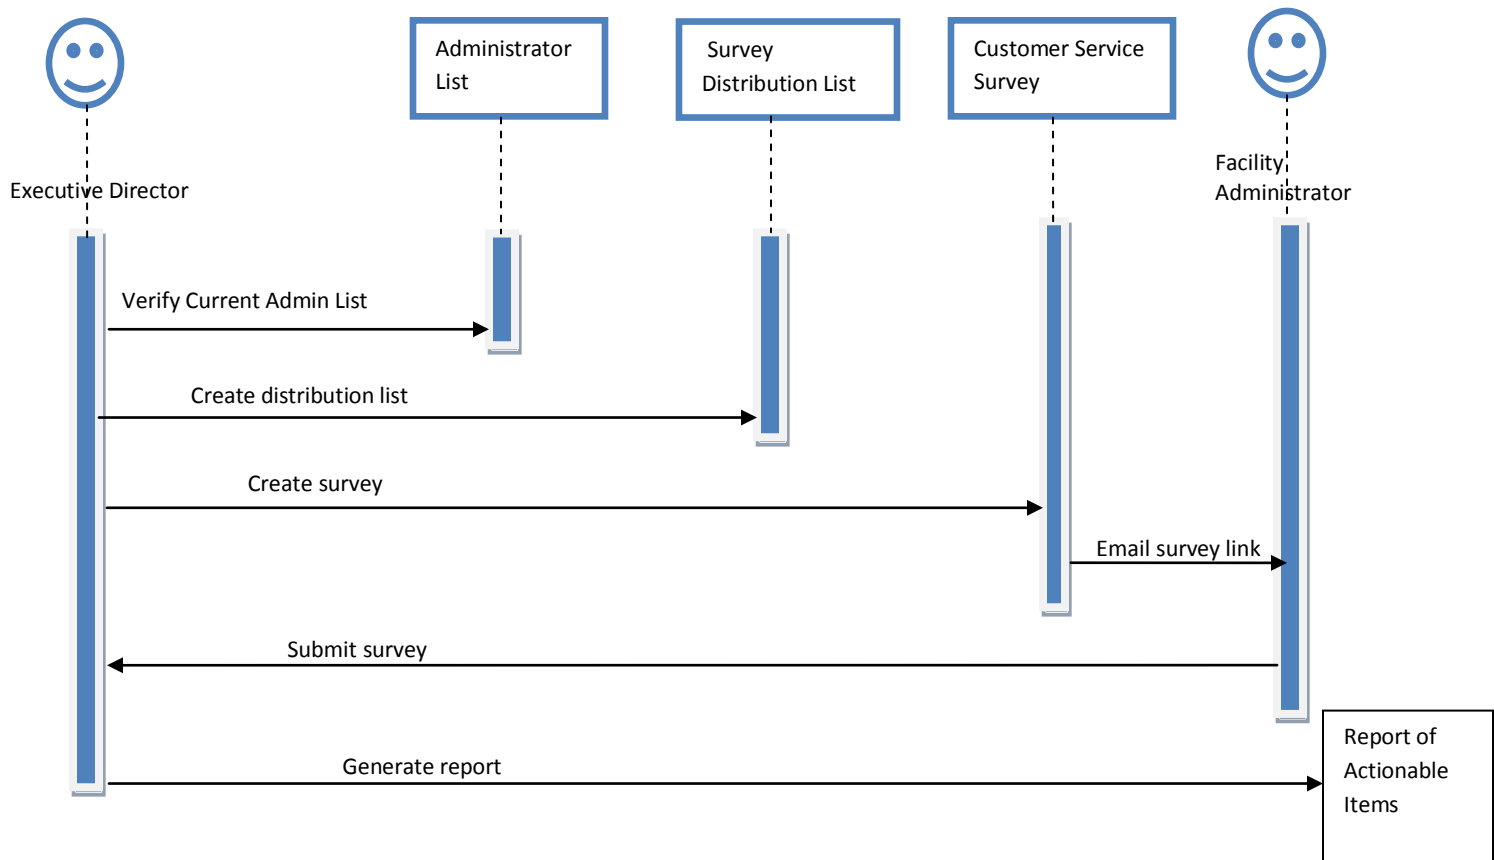 Administrator
List
Survey
Distribution List
Customer Service
Survey
Executive Director
Facility
Administrator
Verify Current Admin List
Create distribution list
Create survey
Email survey link
Submit survey
Generate report
Report of
Actionable
Items